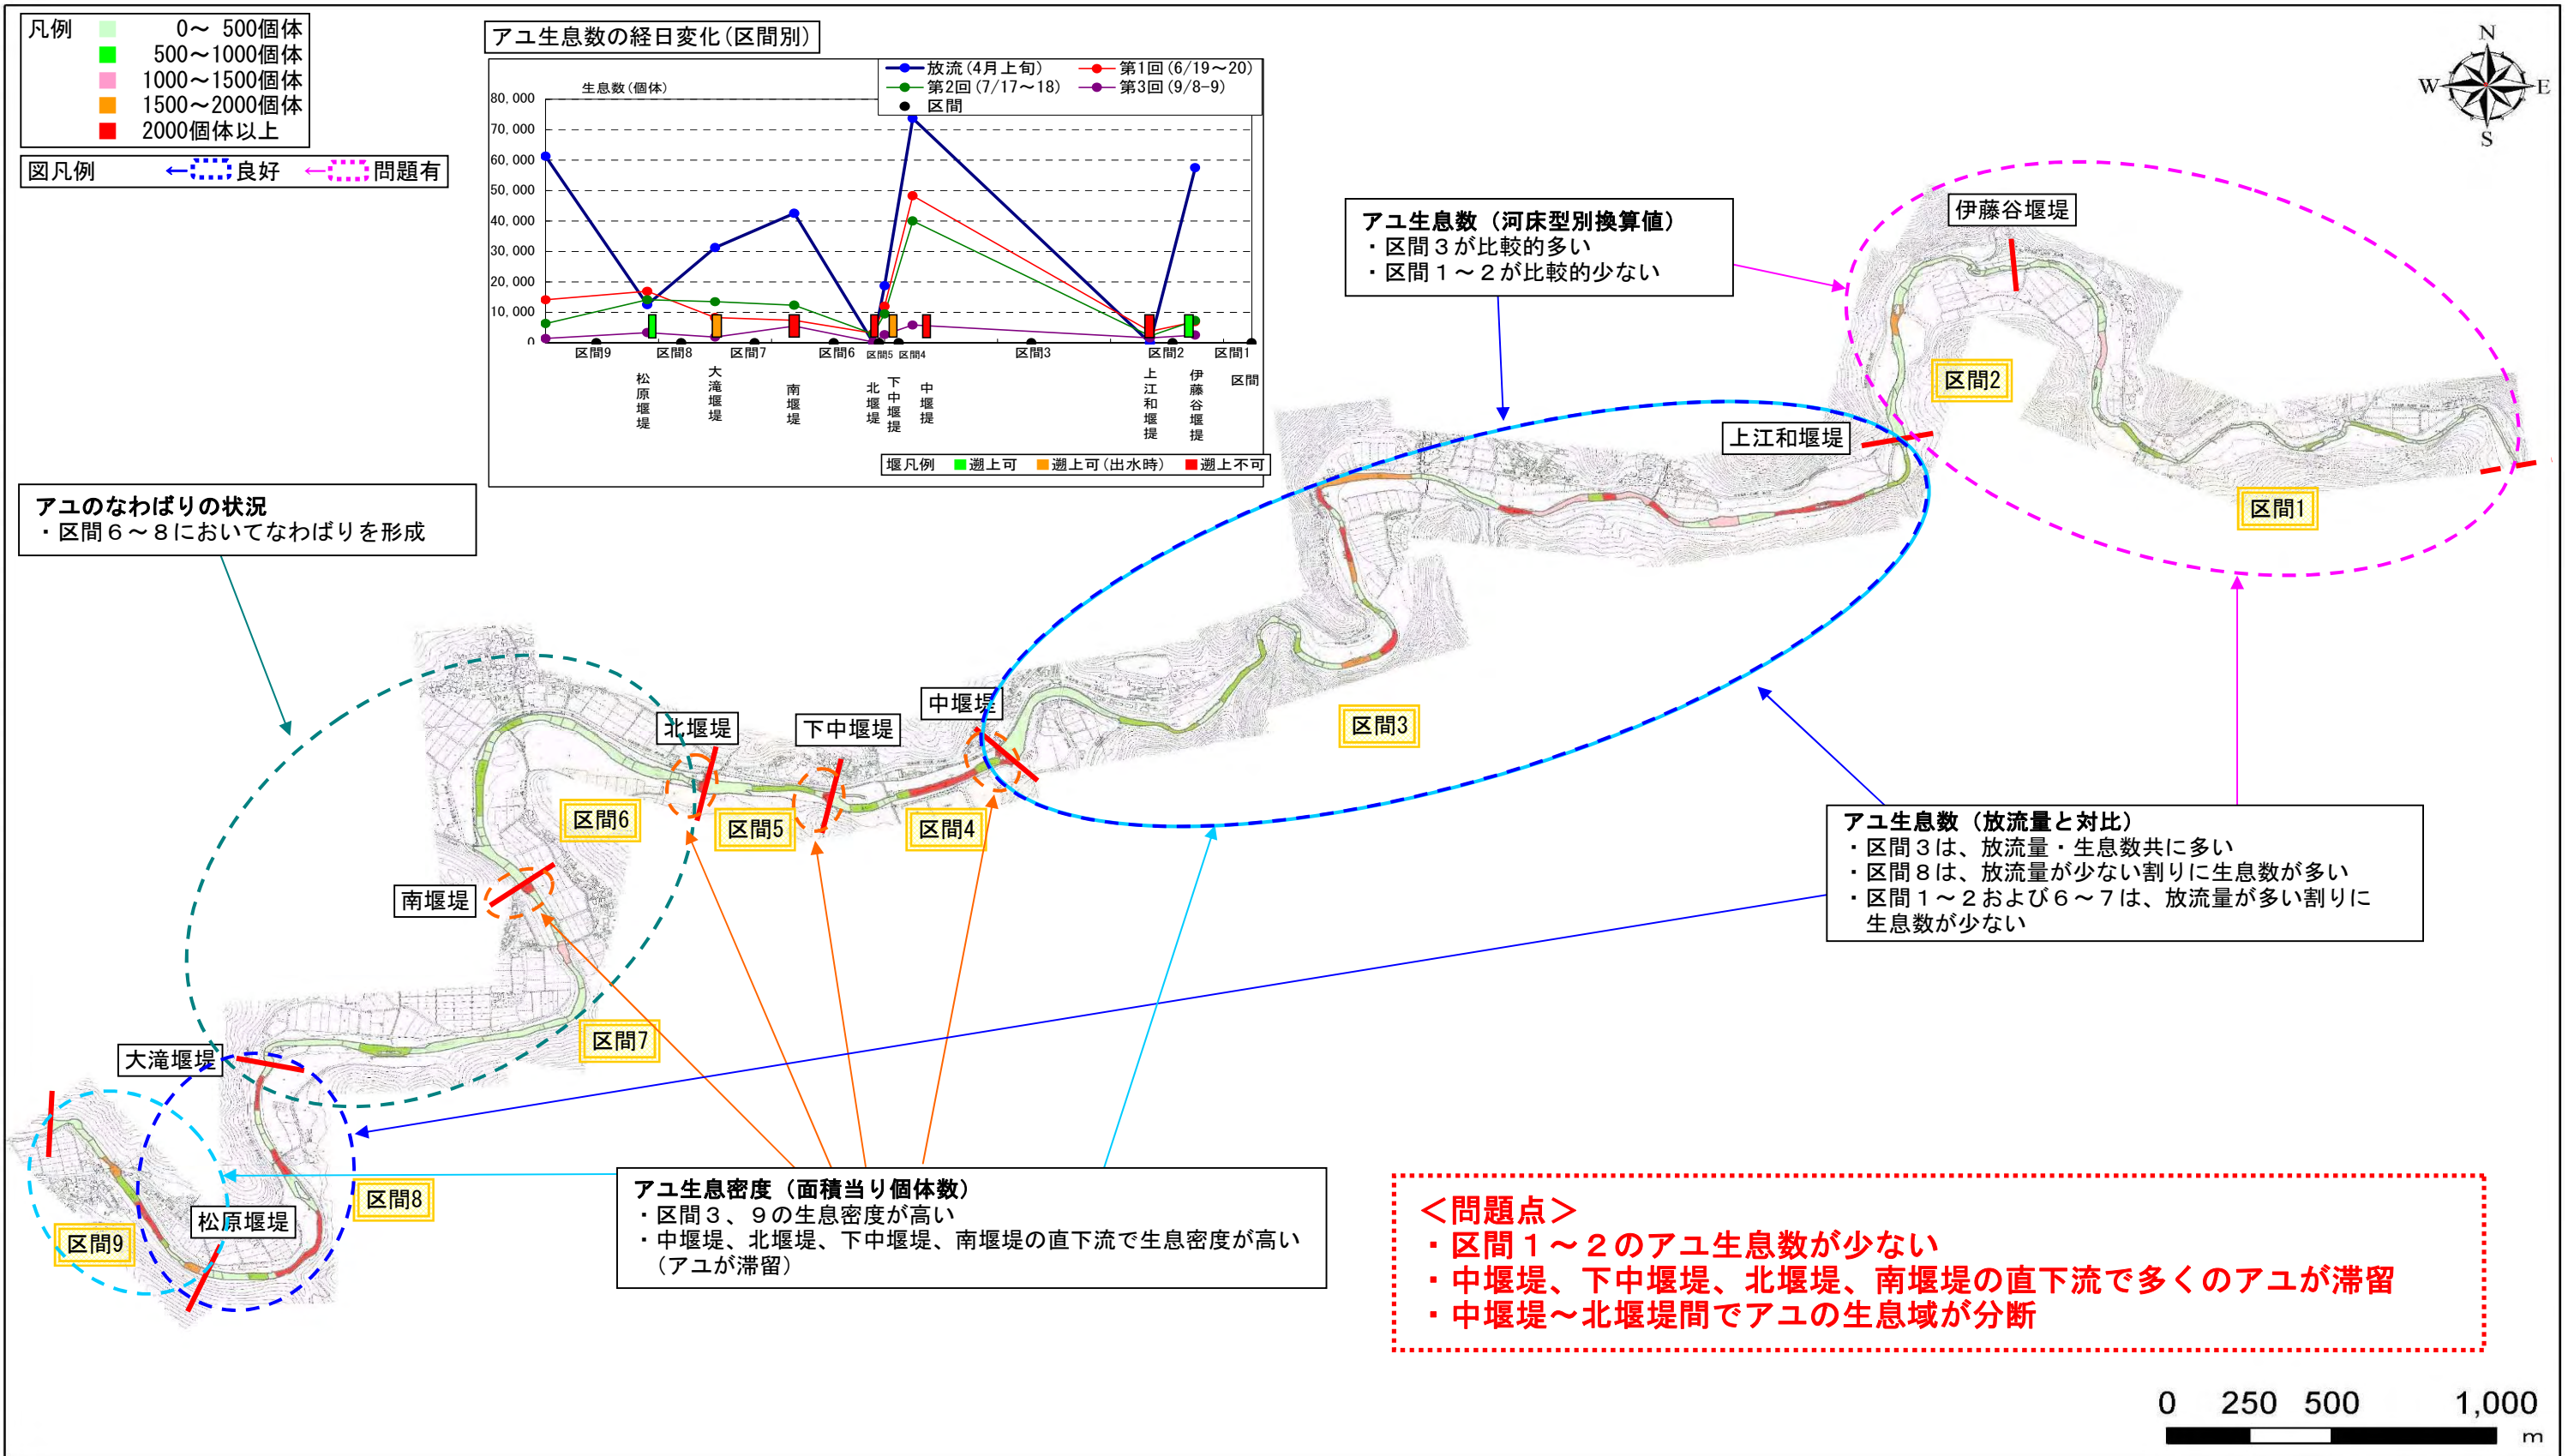 凡例
0～ 500個体
500～1000個体
1000～1500個体
1500～2000個体
2000個体以上
図凡例 ←良好 ←問題有
アユ生息数の経日変化(区間別)
生息数(個体)
放流(4月上旬) 第1回(6/19～20)
第2回(7/17～18) 第3回(9/8-9)
区間
80,000
70,000
60,000
50,000
40,000
30,000
20,000
10,000
0
区間9 区間8 区間7 区間6 区間5 区間4 区間3 区間2 区間1
松原堰堤
大滝堰堤
南堰堤
北堰堤
下中堰堤
中堰堤
上江和堰堤
伊藤谷堰堤
区間
堰凡例 遡上可 遡上可(出水時) 遡上不可
N
W E
S
アユ生息数（河床型別換算値）
・区間３が比較的多い
・区間１～２が比較的少ない
伊藤谷堰堤
区間2
上江和堰堤
区間1
アユのなわばりの状況
・区間６～８においてなわばりを形成
中堰堤
北堰堤
下中堰堤
区間3
区間6
区間5
区間4
南堰堤
アユ生息数（放流量と対比）
・区間３は、放流量・生息数共に多い
・区間８は、放流量が少ない割りに生息数が多い
・区間１～２および６～７は、放流量が多い割りに
生息数が少ない
区間7
大滝堰堤
区間8
松原堰堤
区間9
アユ生息密度（面積当り個体数）
・区間３、９の生息密度が高い
・中堰堤、北堰堤、下中堰堤、南堰堤の直下流で生息密度が高い
（アユが滞留）
＜問題点＞
・区間１～２のアユ生息数が少ない
・中堰堤、下中堰堤、北堰堤、南堰堤の直下流で多くのアユが滞留
・中堰堤～北堰堤間でアユの生息域が分断
0 250 500 1,000
m